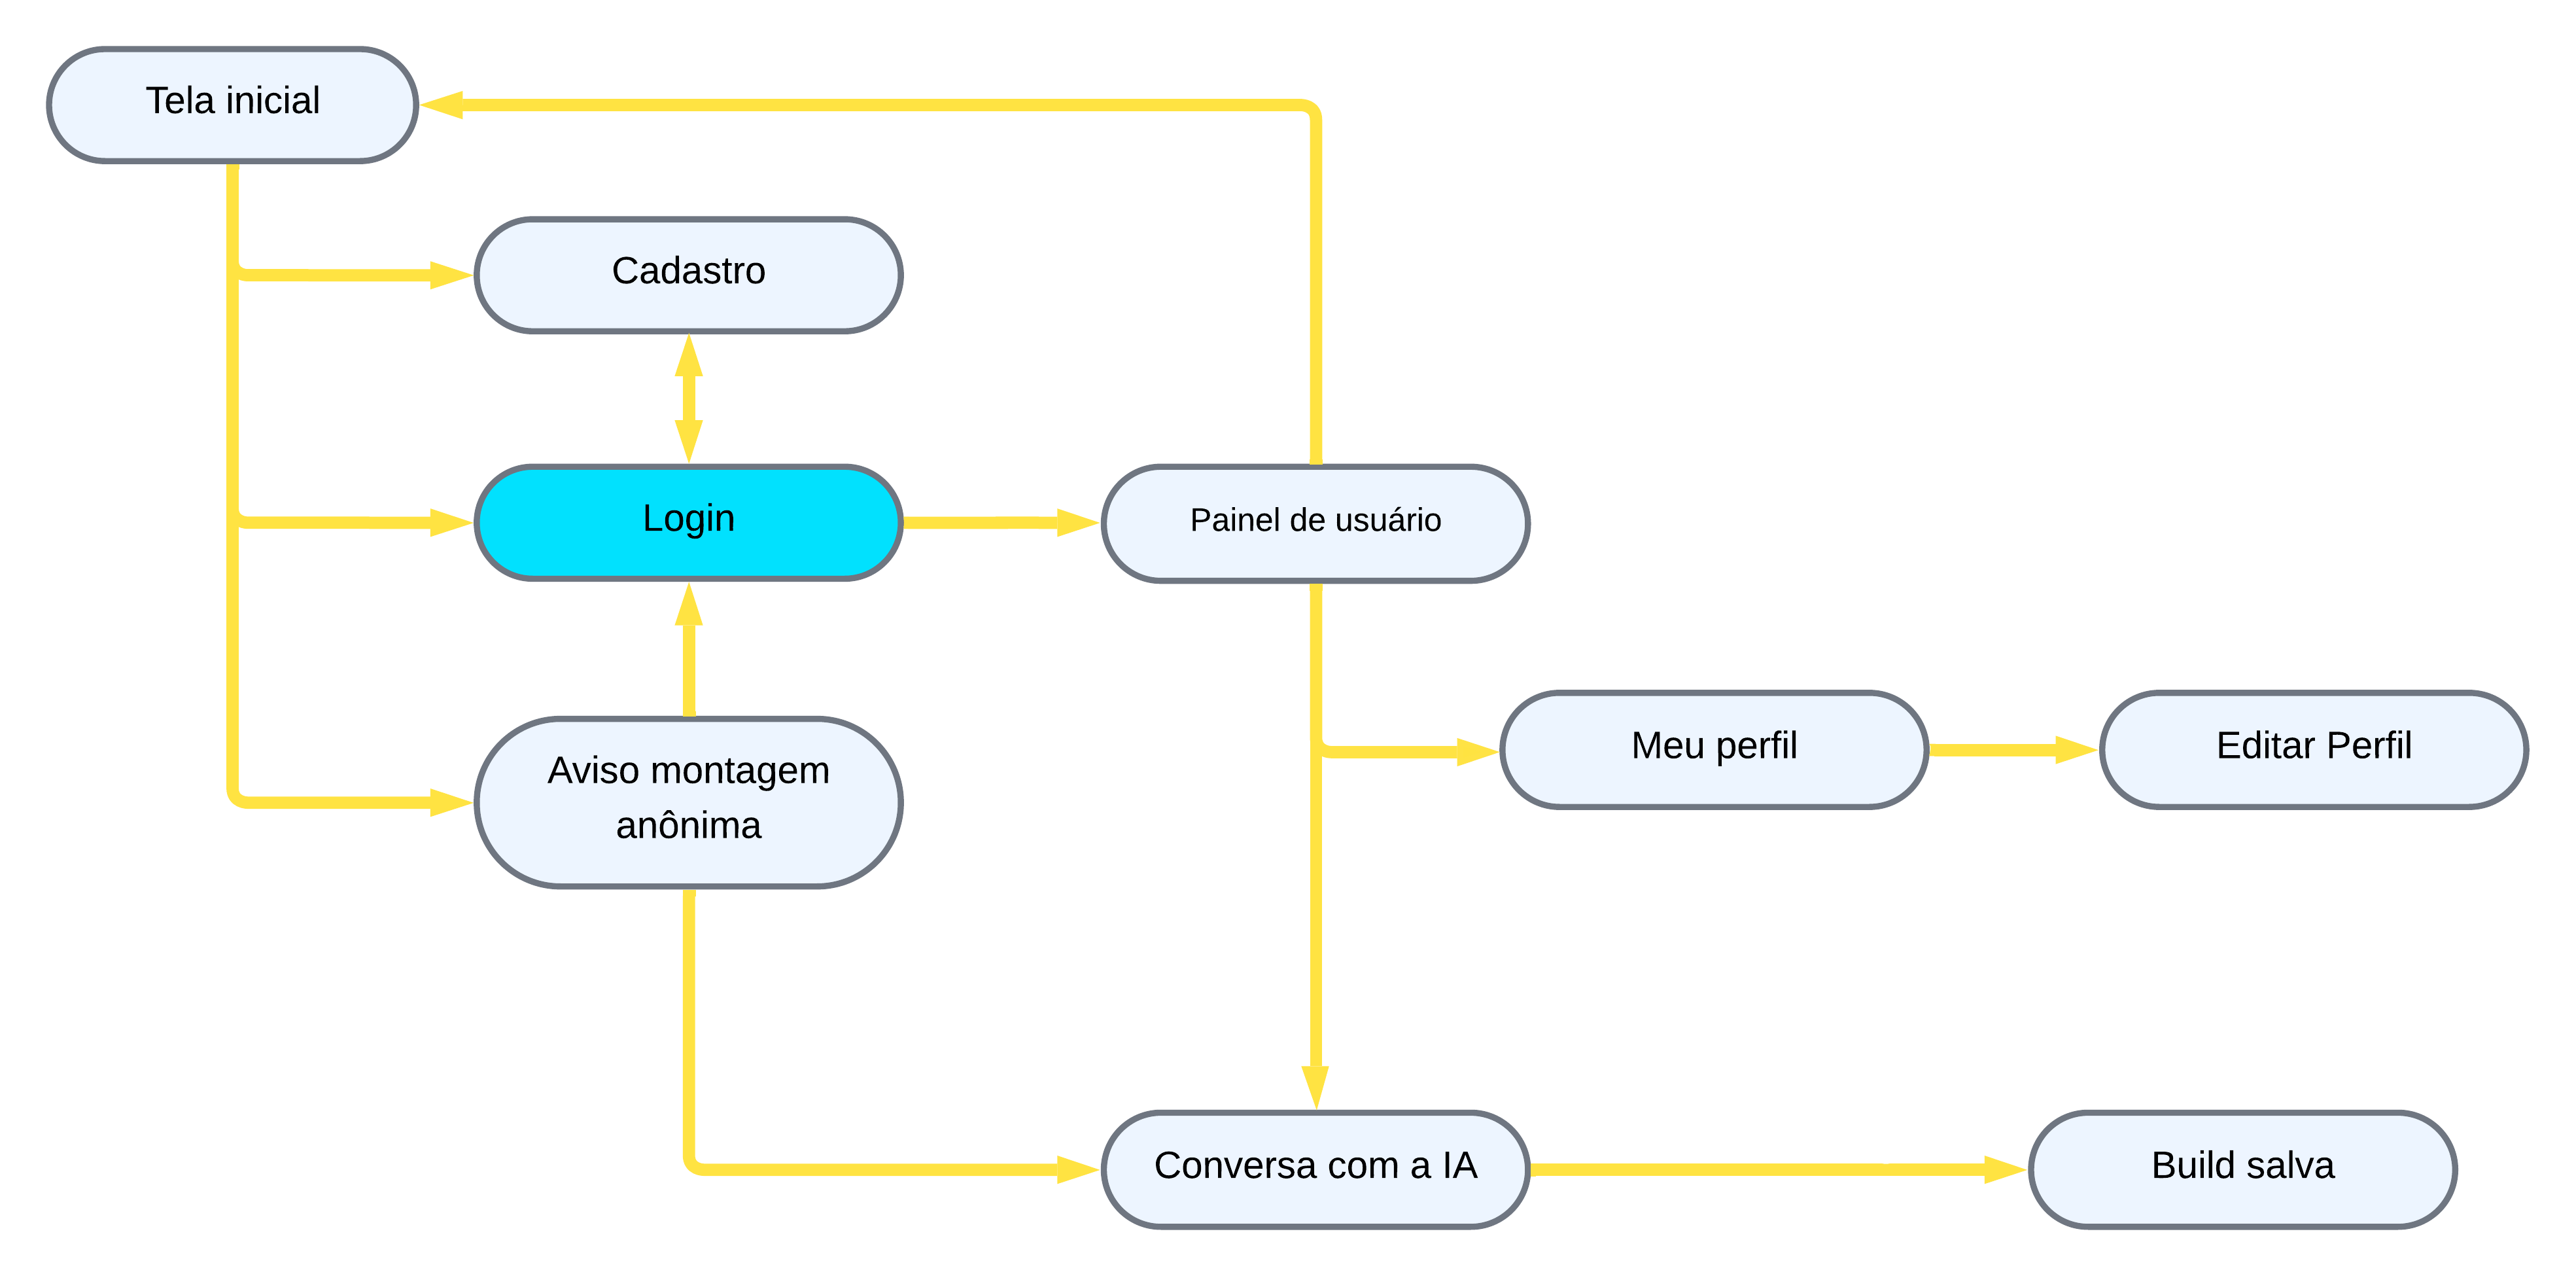 Tela inicial
Cadastro
Login
Painel de usuário
Meu perfil
Editar Perfil
Aviso montagem
anônima
Conversa com a IA
Build salva